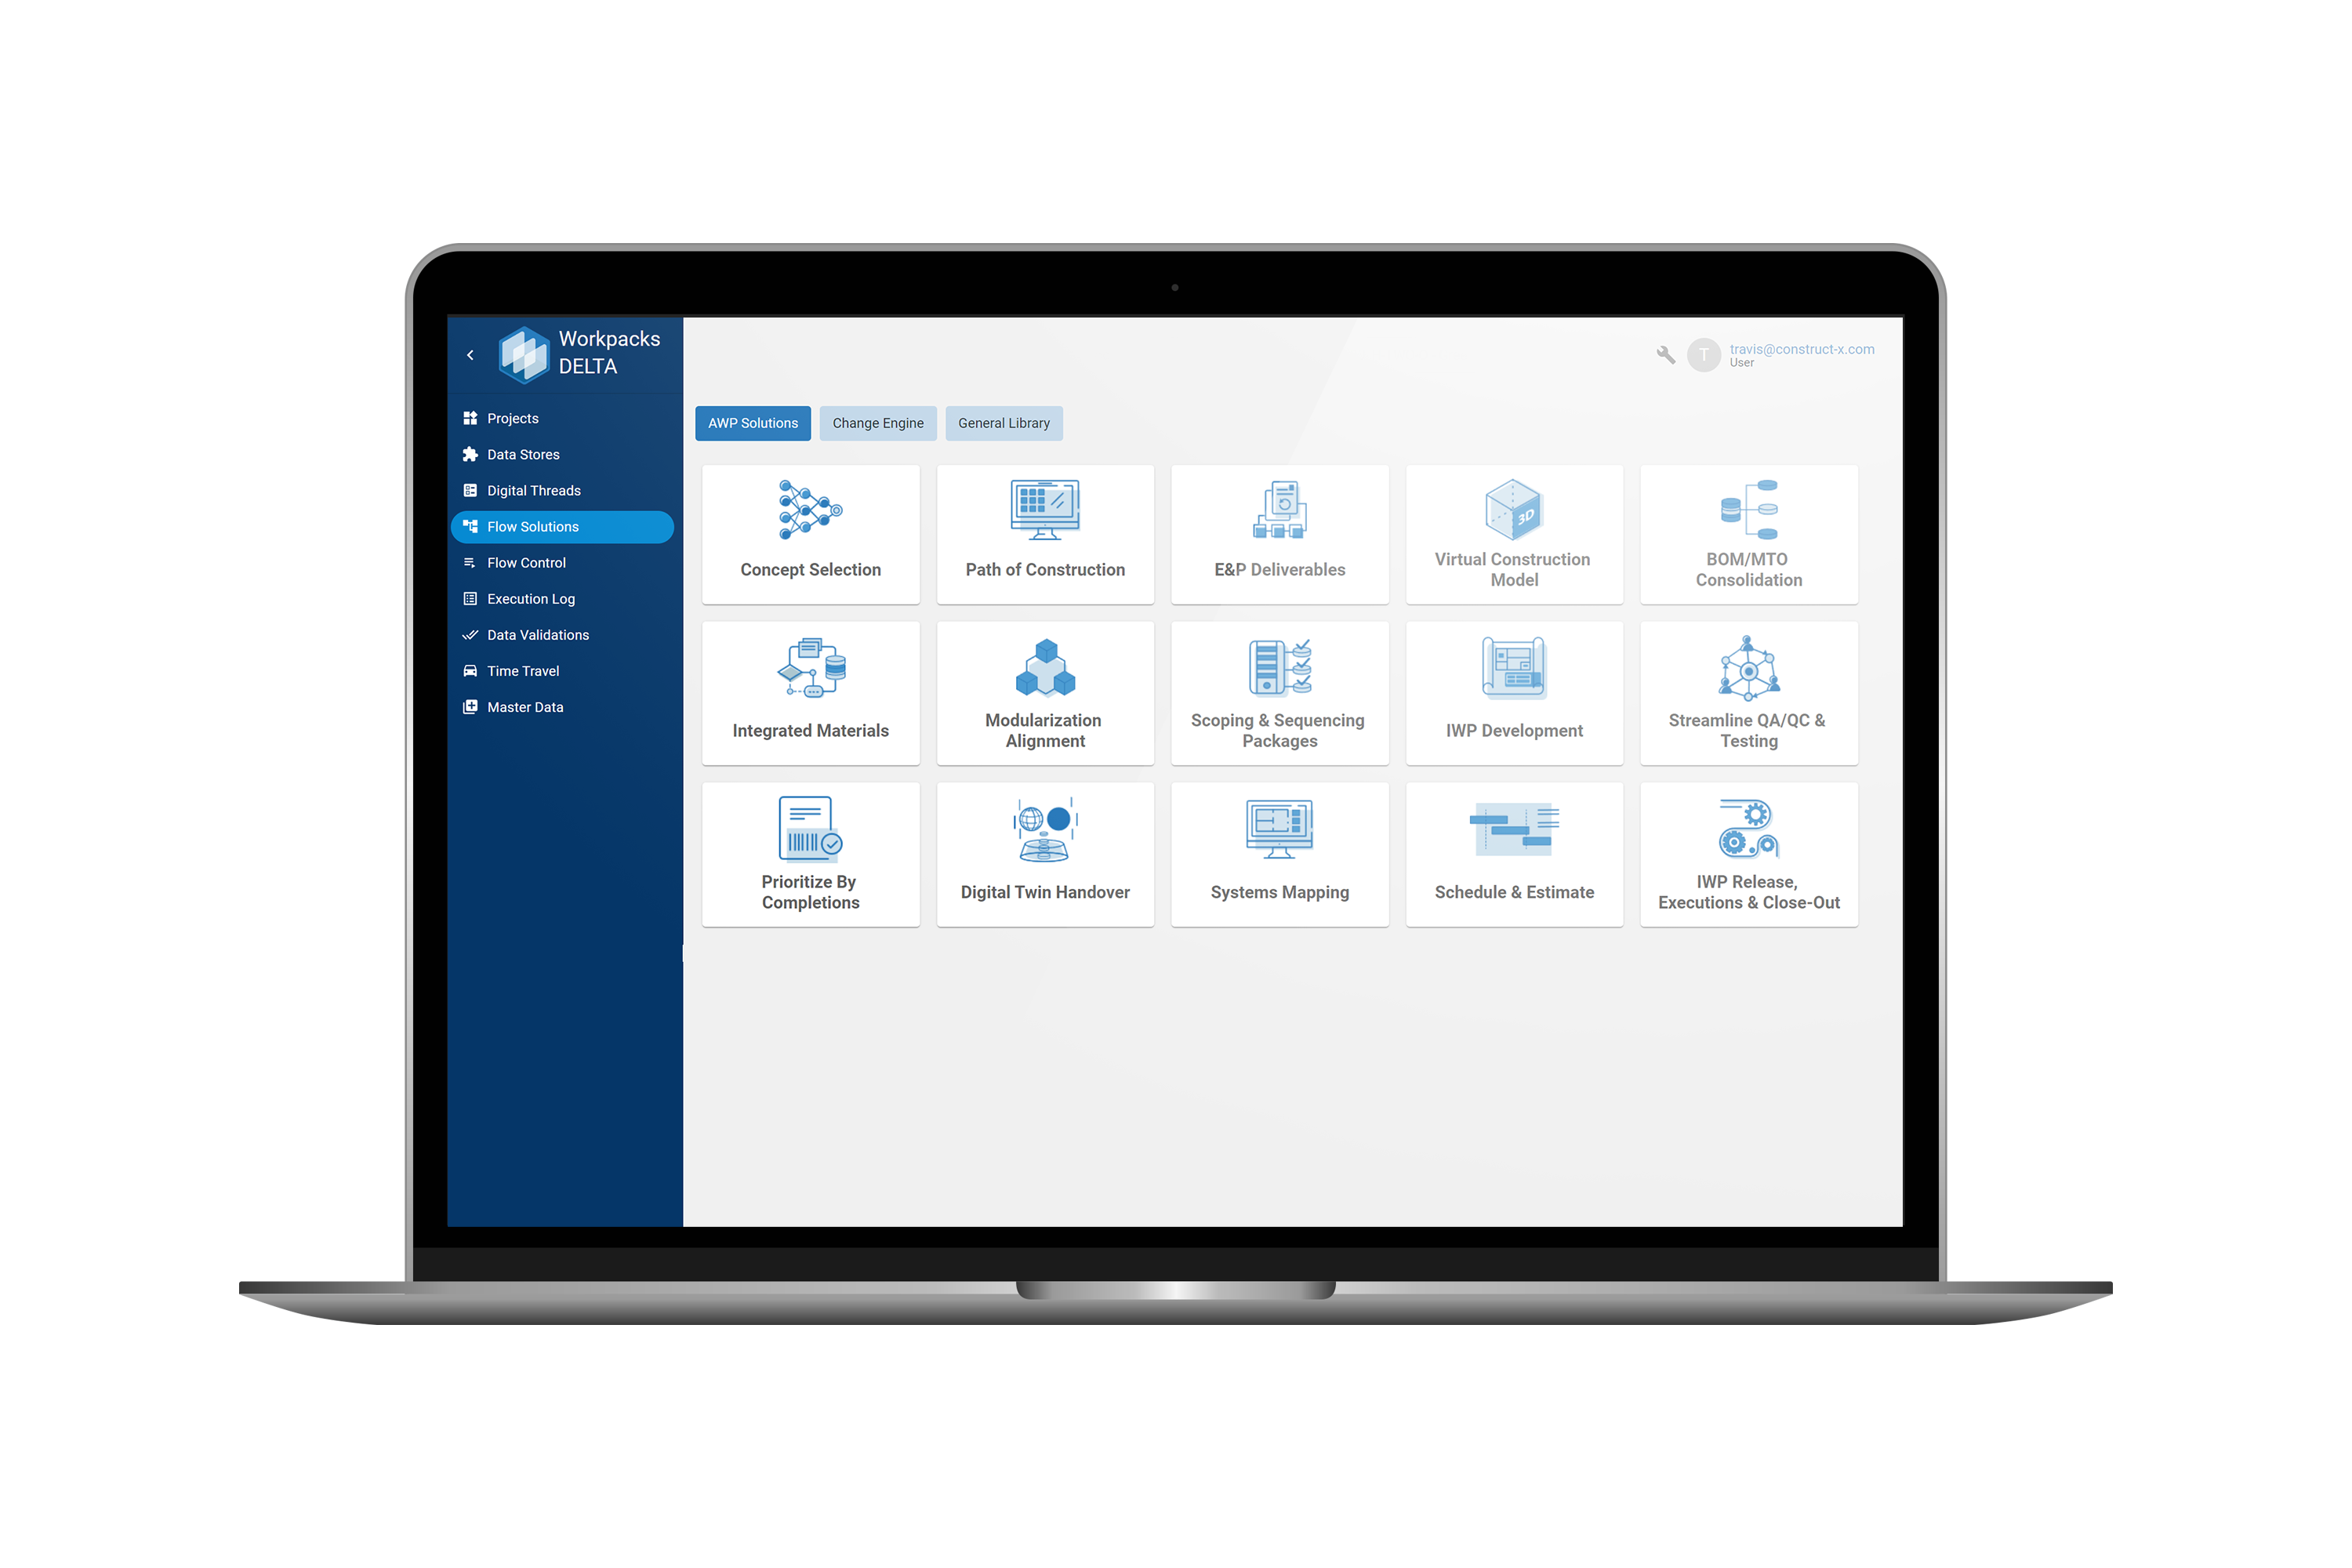 Workpacks
DELTA
travis@construct-x.com
T
User
Projects
Data Stores
Digital Threads
Flow Solutions
Flow Control
Execution Log
Data Validations
Time Travel
Master Data
AWP Solutions
Change Engine
General Library
Concept Selection
Path of Construction
E&P Deliverables
3D
Virtual Construction
Model
BOM/MTO
Consolidation
Integrated Materials
Modularization
Alignment
Scoping & Sequencing
Packages
IWP Development
Streamline QA/QC &
Testing
Prioritize By
Completions
Digital Twin Handover
Systems Mapping
Schedule & Estimate
IWP Release,
Executions & Close-Out